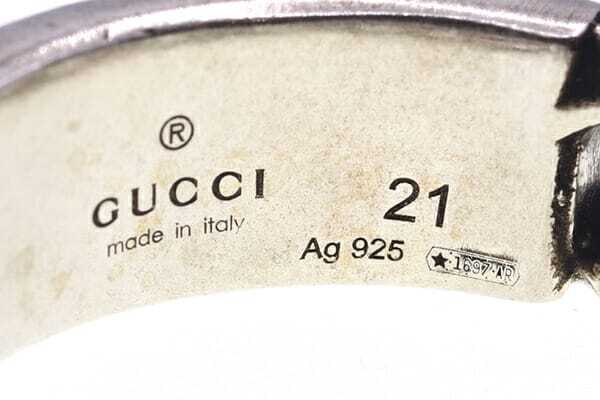 ®
GUCCI
made in italy
21
Ag 925
★1697AR